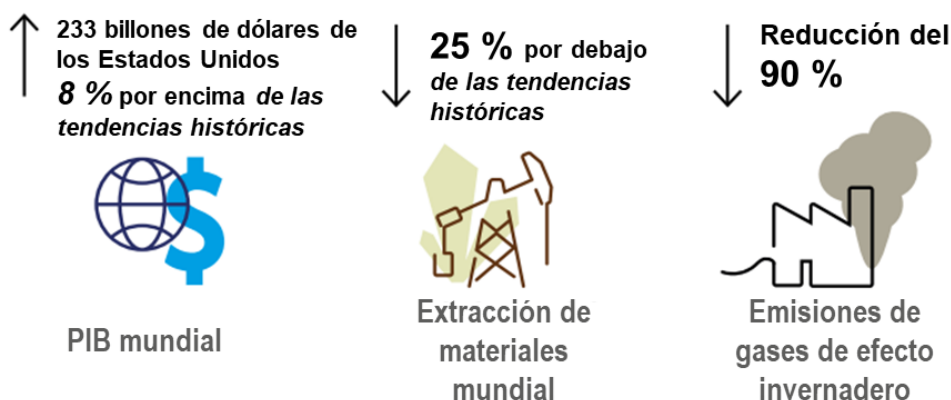 233 billones de dólares de
los Estados Unidos
8 % por encima de las
tendencias históricas
PIB mundial
25 % por debajo
de las tendencias
históricas
Extracción de
materiales
mundial
Reducción del
90 %
Emisiones de
gases de efecto
invernadero